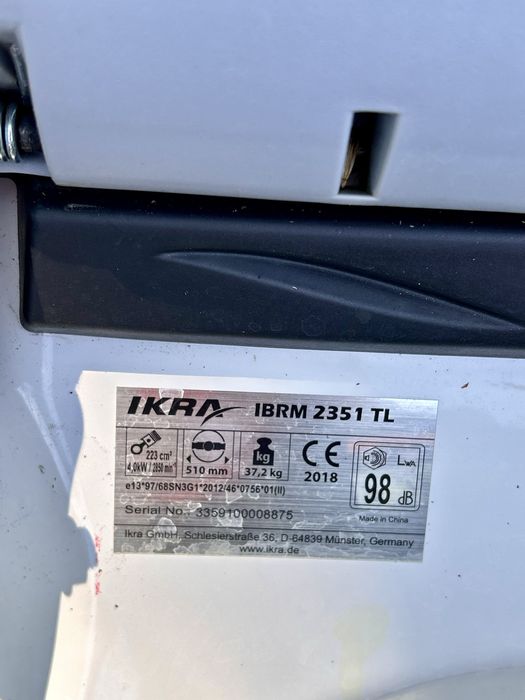 IKRA IBRM 2351 TL
223 cm³
4,0kW / 2850 min⁻¹
510 mm
kg
37,2 kg
CE
2018
LWA
98 dB
e13*97/68SN3G1*2012/46*0756*01(II)
Serial No. 3359100008875
Made in China
Ikra GmbH, Schlesierstraße 36, D-64839 Münster, Germany
www.ikra.de